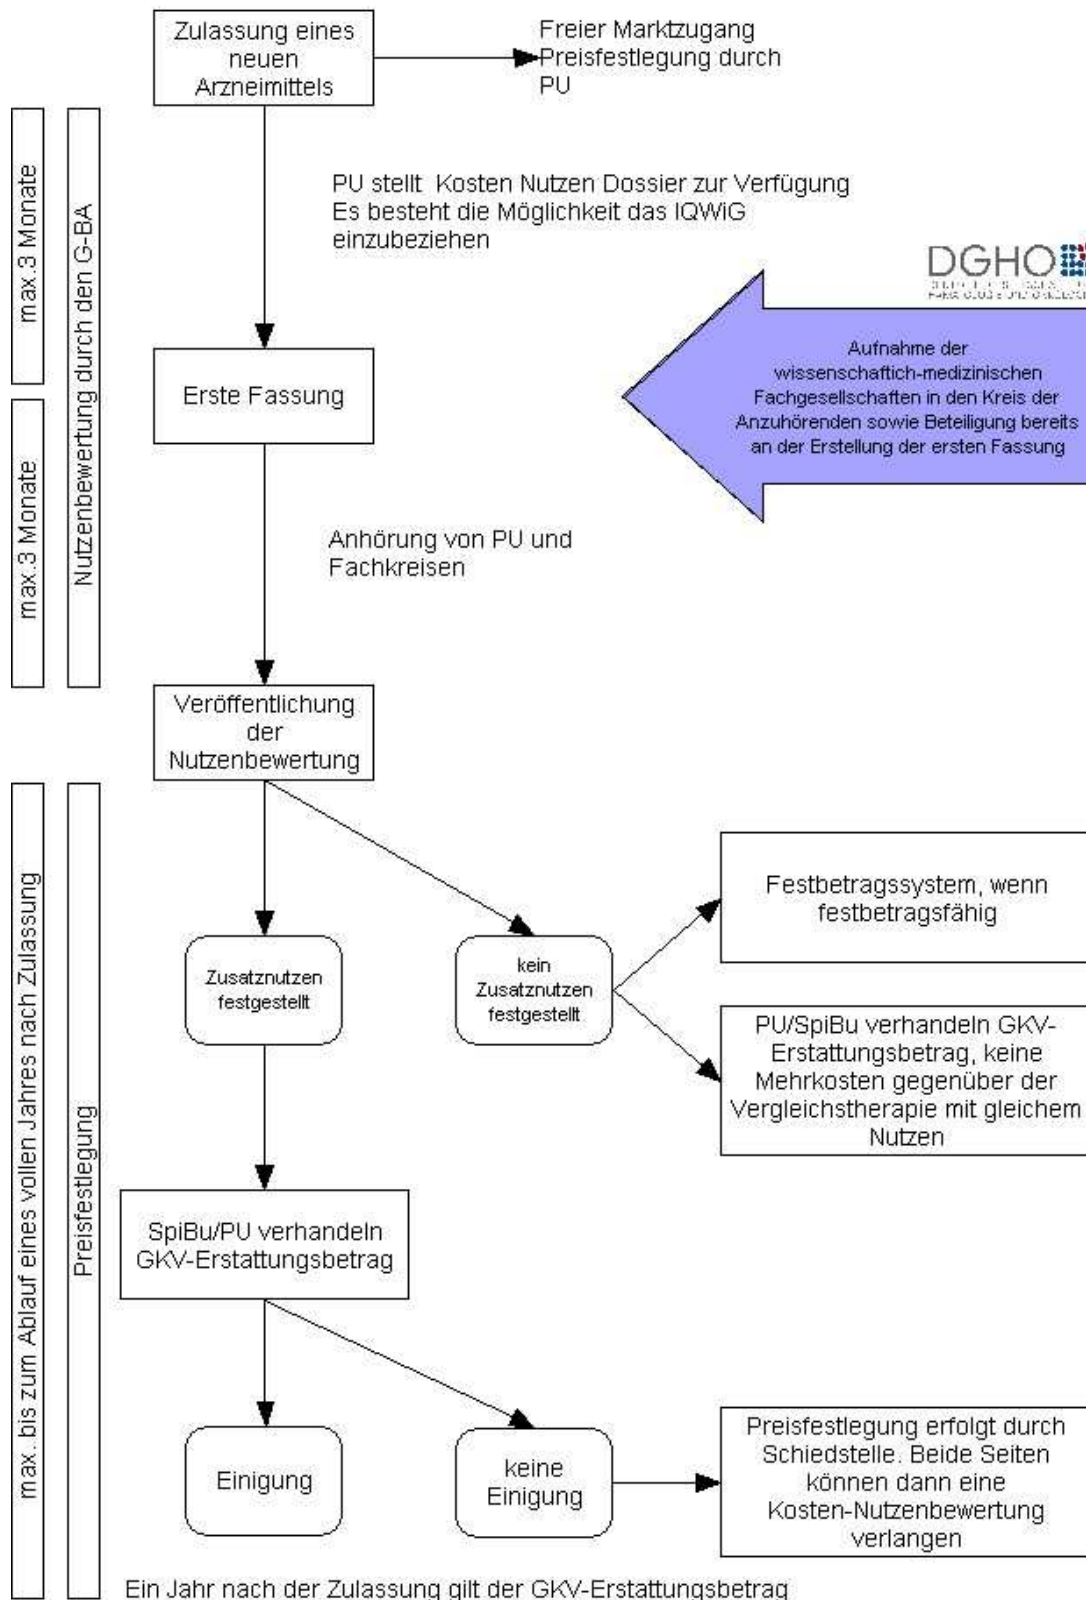 Zulassung eines
neuen
Arzneimittels
Freier Marktzugang
Preisfestlegung durch
PU
max.3 Monate
Nutzenbewertung durch den G-BA
PU stellt Kosten Nutzen Dossier zur Verfügung
Es besteht die Möglichkeit das IQWiG
einzubeziehen
DGHO
Aufnahme der
wissenschaftich-medizinischen
Fachgesellschaften in den Kreis der
Anzuhörenden sowie Beteiligung bereits
an der Erstellung der ersten Fassung
Erste Fassung
max.3 Monate
Anhörung von PU und
Fachkreisen
Veröffentlichung
der
Nutzenbewertung
max. bis zum Ablauf eines vollen Jahres nach Zulassung
Preisfestlegung
Zusatznutzen
festgestellt
kein
Zusatznutzen
festgestellt
Festbetragssystem, wenn
festbetragsfähig
PU/SpiBu verhandeln GKV-
Erstattungsbetrag, keine
Mehrkosten gegenüber der
Vergleichstherapie mit gleichem
Nutzen
SpiBu/PU verhandeln
GKV-Erstattungsbetrag
Einigung
keine
Einigung
Preisfestlegung erfolgt durch
Schiedstelle. Beide Seiten
können dann eine
Kosten-Nutzenbewertung
verlangen
Ein Jahr nach der Zulassung gilt der GKV-Erstattungsbetrag